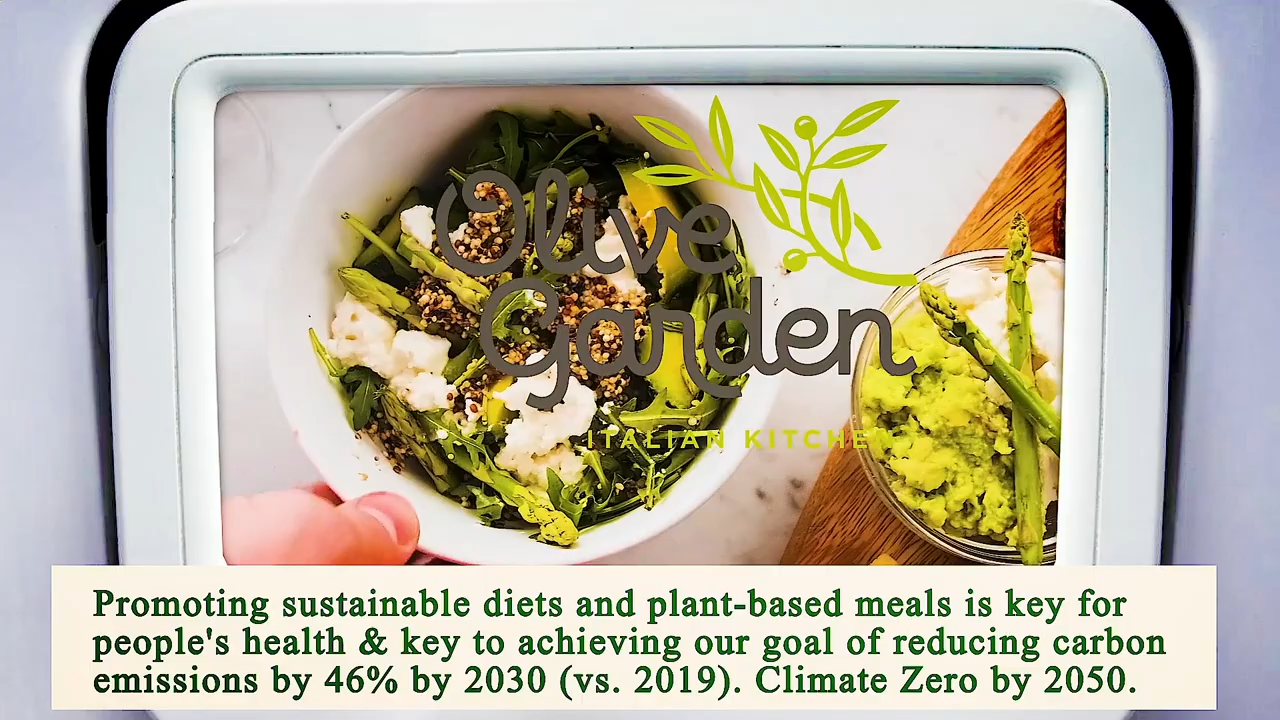 Olive
Garden
ITALIAN KITCHEN
Promoting sustainable diets and plant-based meals is key for
people's health & key to achieving our goal of reducing carbon
emissions by 46% by 2030 (vs. 2019). Climate Zero by 2050.